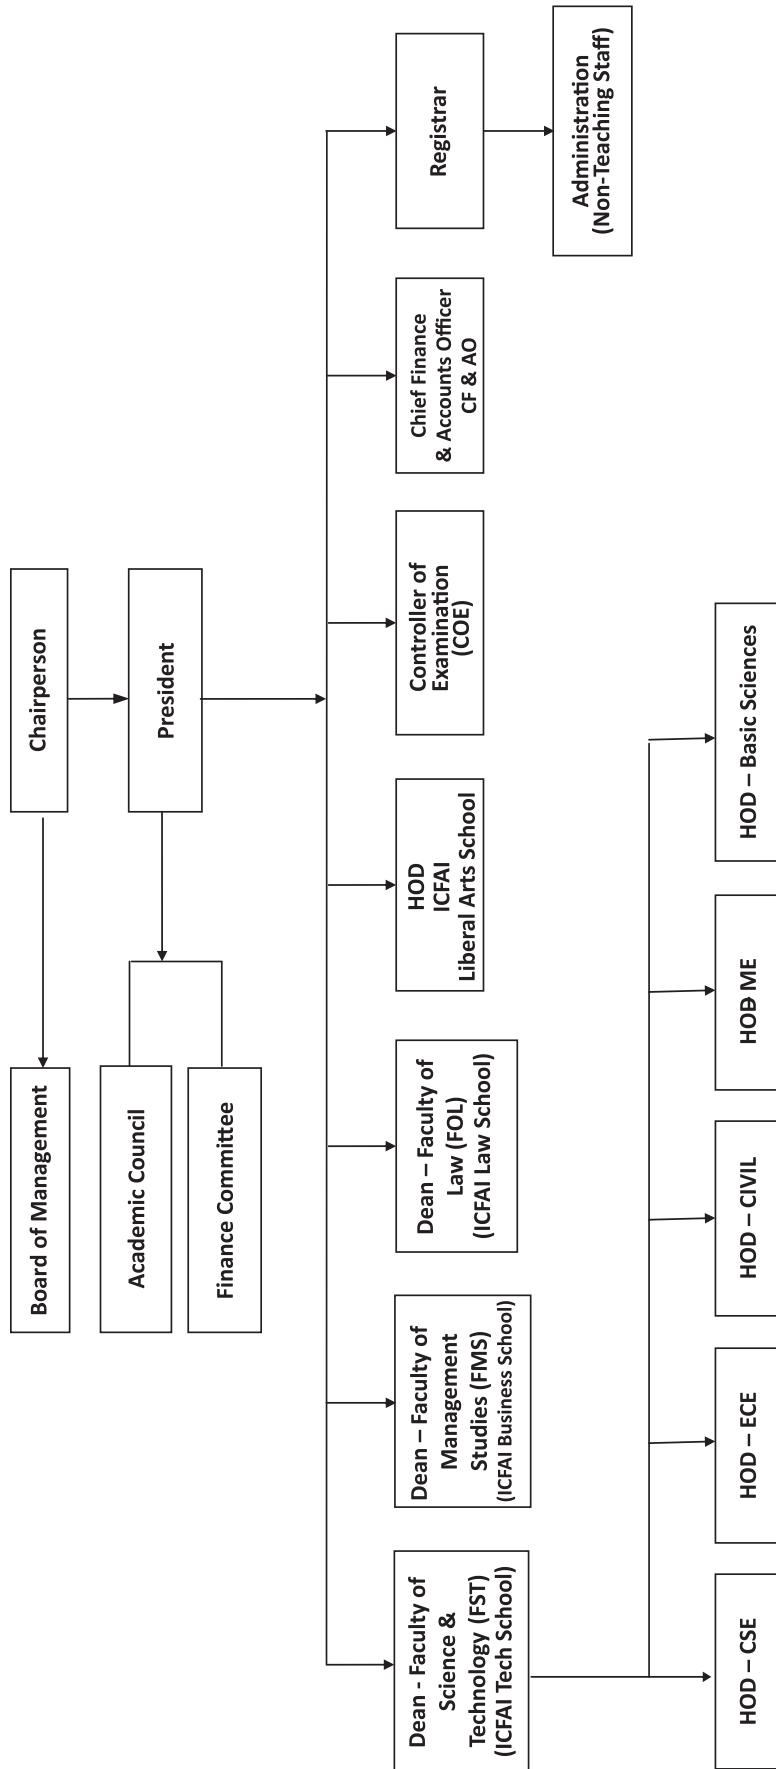 Chairperson
President
Board of Management
Academic Council
Finance Committee
Dean - Faculty of
Science &
Technology (FST)
(ICFAI Tech School)
Dean – Faculty of
Management
Studies (FMS)
(ICFAI Business School)
Dean – Faculty of
Law (FOL)
(ICFAI Law School)
HOD
ICFAI
Liberal Arts School
Controller of
Examination
(COE)
Chief Finance
& Accounts Officer
CF & AO
Registrar
Administration
(Non-Teaching Staff)
HOD – CSE
HOD – ECE
HOD – CIVIL
HOD ME
HOD – Basic Sciences